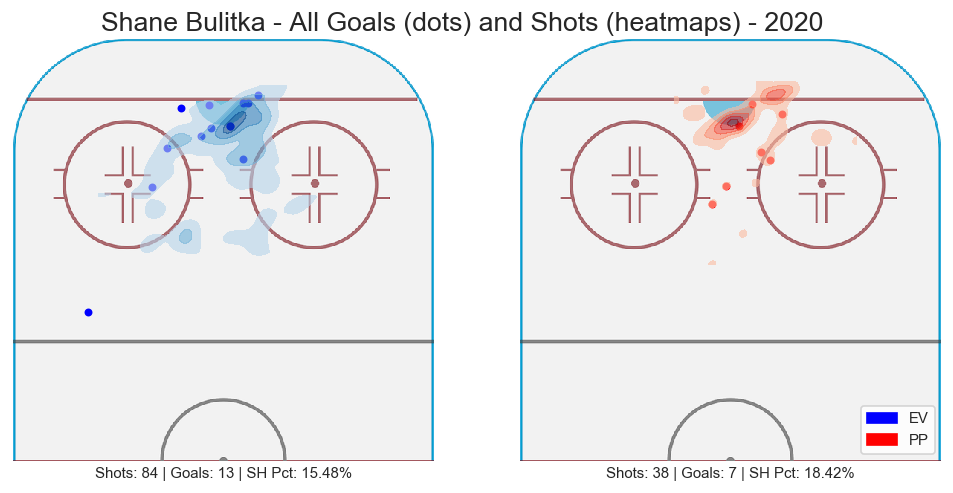 Shane Bulitka - All Goals (dots) and Shots (heatmaps) - 2020
EV
PP
Shots: 84 | Goals: 13 | SH Pct: 15.48%
Shots: 38 | Goals: 7 | SH Pct: 18.42%